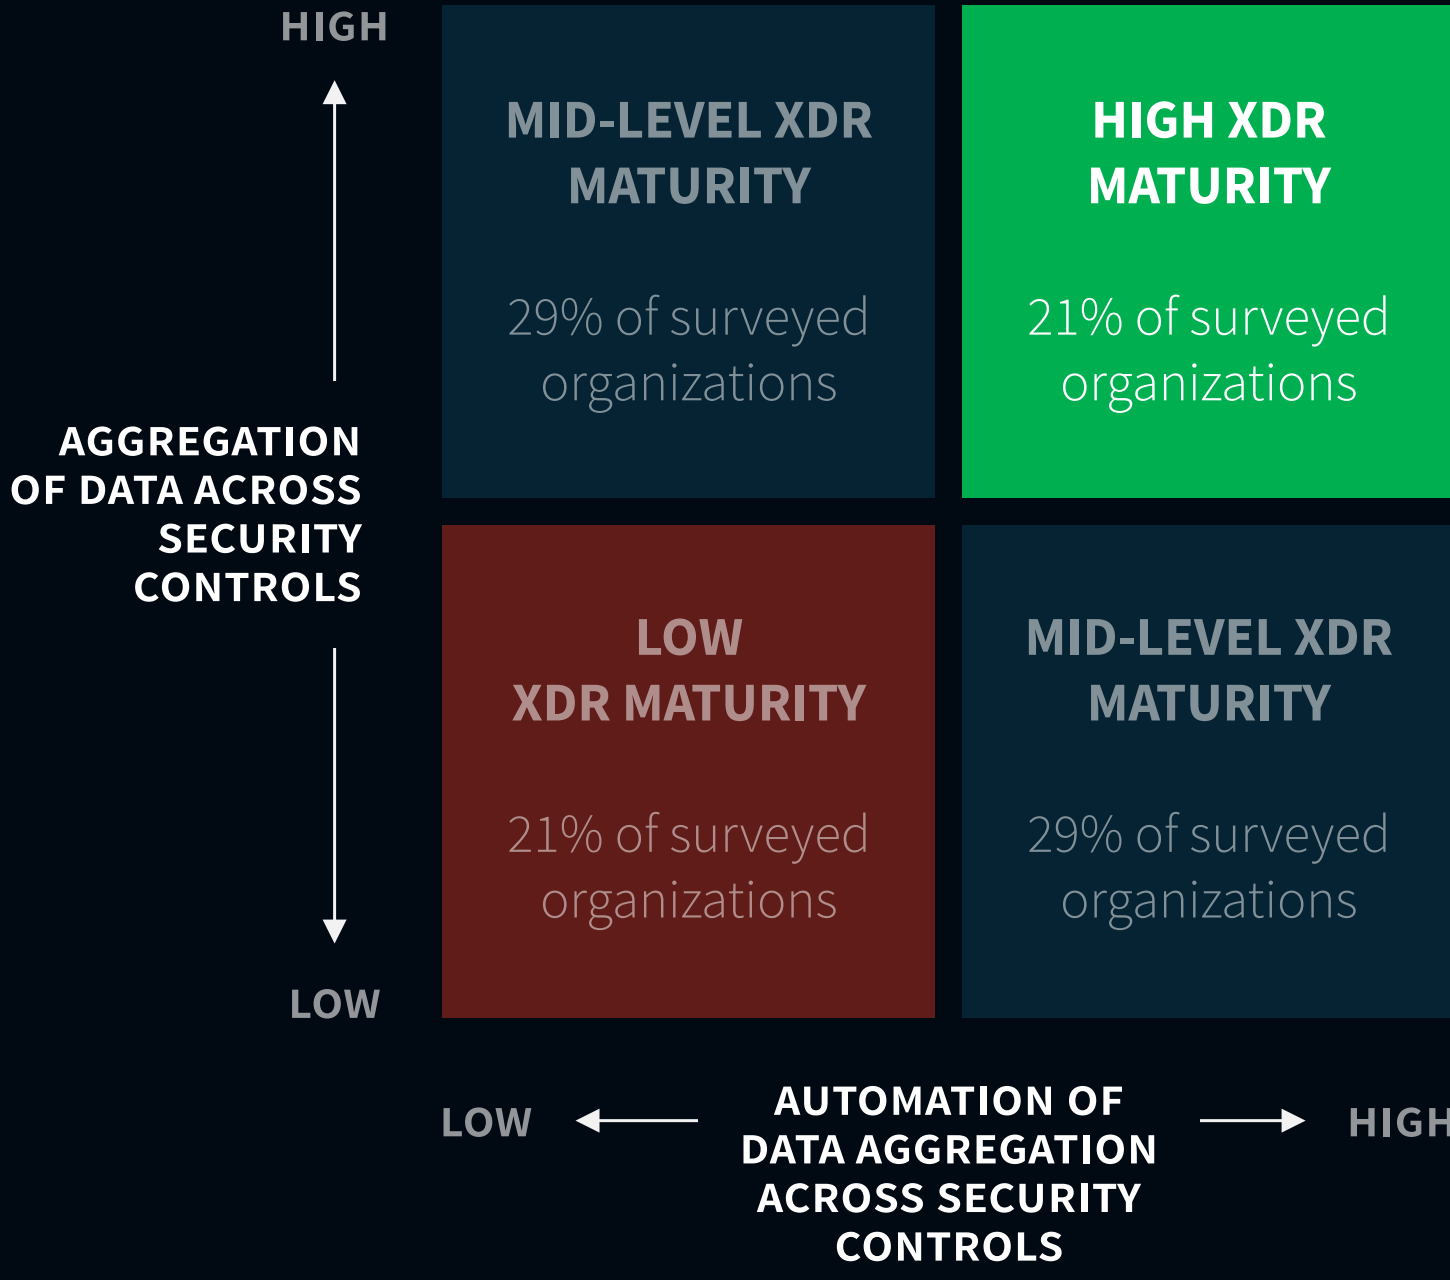 HIGH
MID-LEVEL XDR
MATURITY
29% of surveyed
organizations
HIGH XDR
MATURITY
21% of surveyed
organizations
AGGREGATION
OF DATA ACROSS
SECURITY
CONTROLS
LOW
XDR MATURITY
21% of surveyed
organizations
MID-LEVEL XDR
MATURITY
29% of surveyed
organizations
LOW
LOW
AUTOMATION OF
DATA AGGREGATION
ACROSS SECURITY
CONTROLS
HIGH